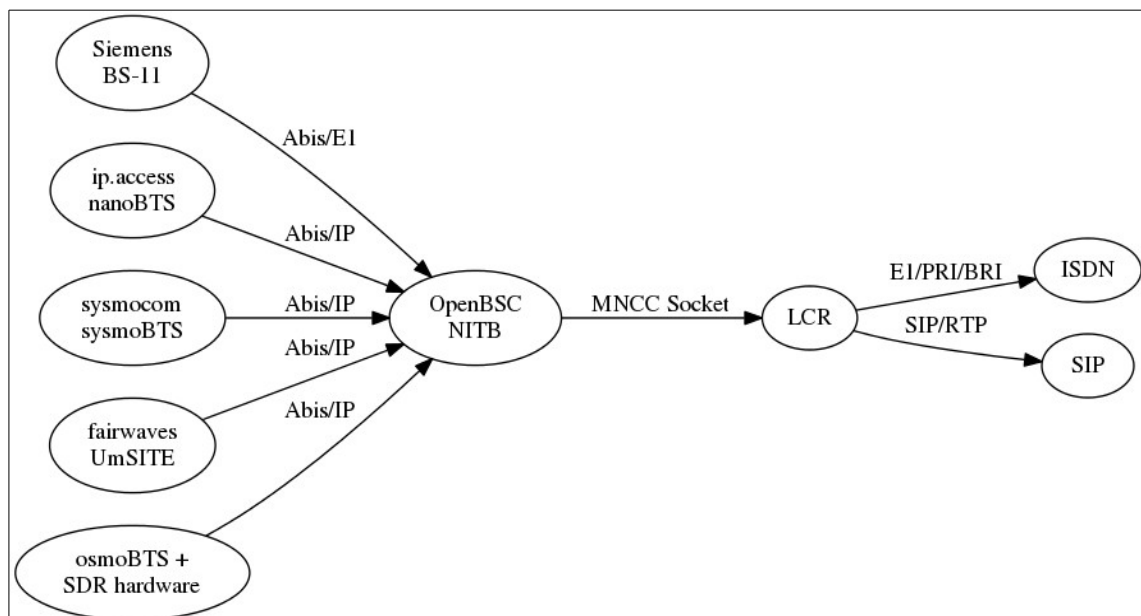 Siemens
BS-11
Abis/E1
ip.access
nanoBTS
Abis/IP
sysmocom
sysmoBTS
Abis/IP
fairwaves
UmSITE
Abis/IP
osmoBTS +
SDR hardware
Abis/IP
OpenBSC
NITB
MNCC Socket
LCR
E1/PRI/BRI
ISDN
SIP/RTP
SIP